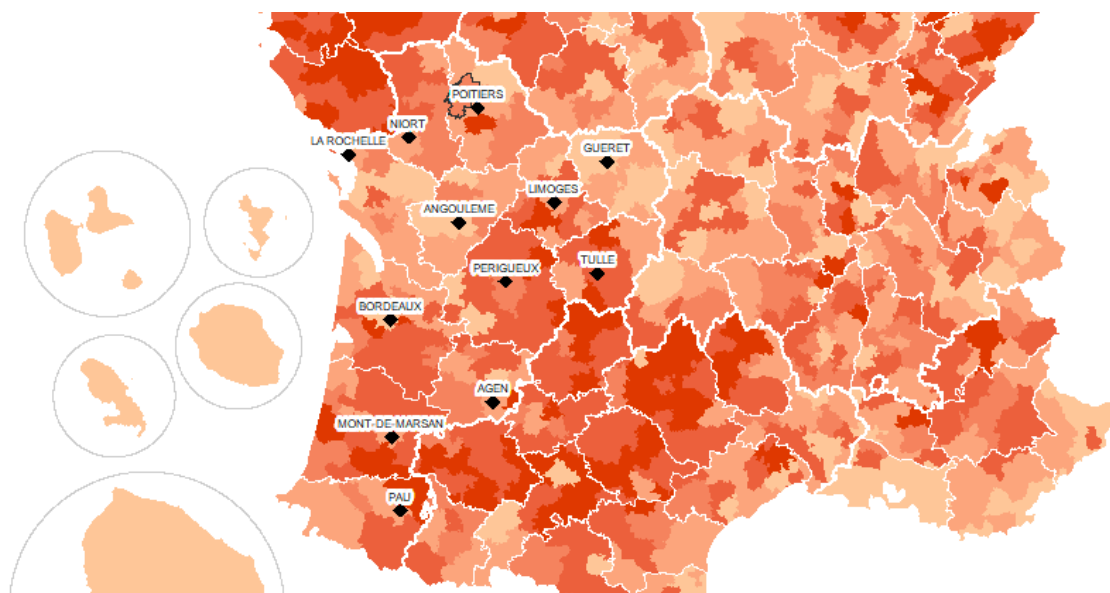 POITIERS
NIORT
LA ROCHELLE
GUERET
LIMOGES
ANGOULEME
TULLE
PERIGUEUX
BORDEAUX
AGEN
MONT-DE-MARSAN
PAU